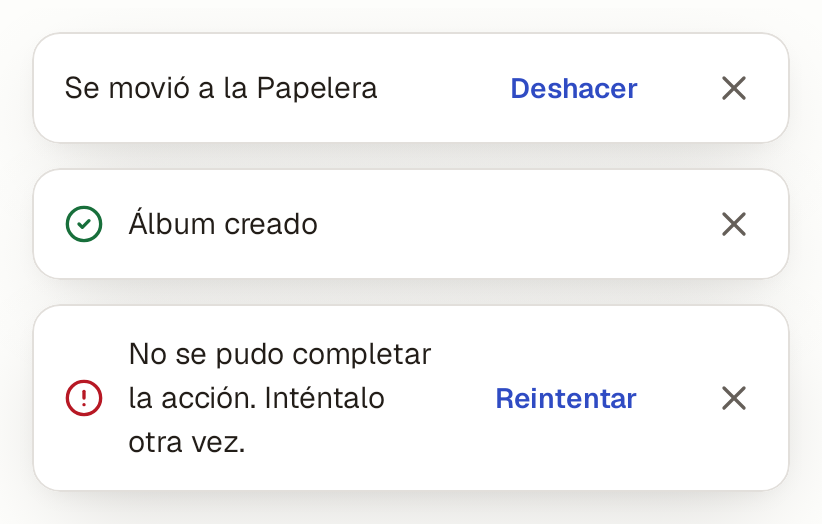 Se movió a la Papelera Deshacer
Álbum creado
No se pudo completar
la acción. Inténtalo
otra vez.
Reintentar